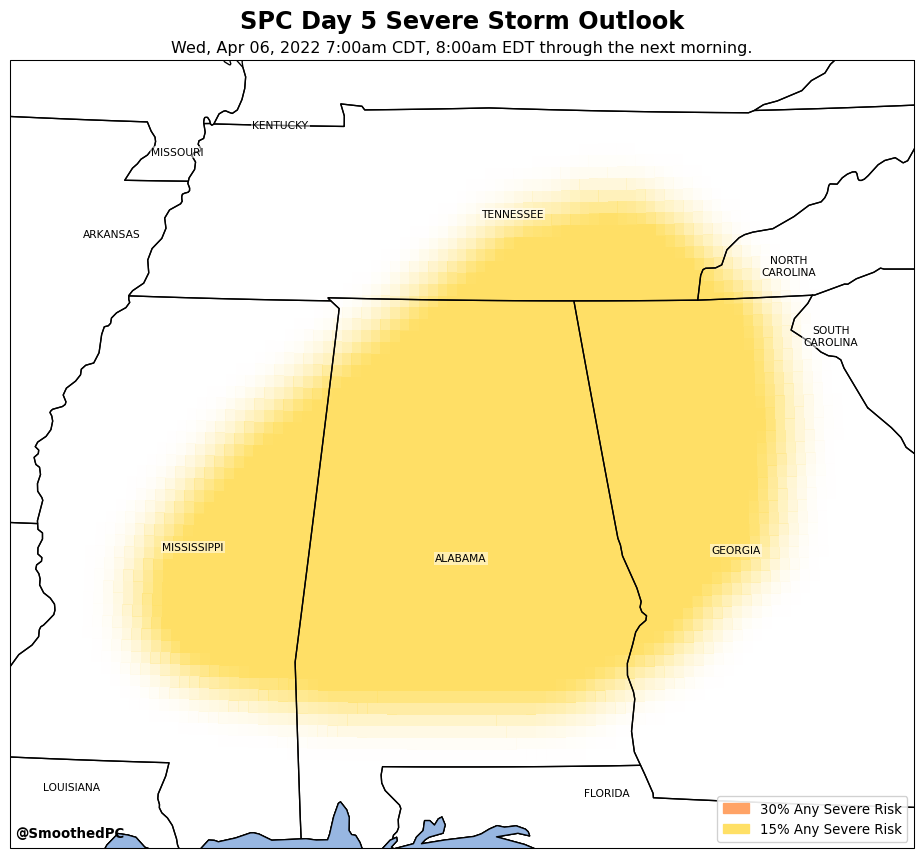 SPC Day 5 Severe Storm Outlook
Wed, Apr 06, 2022 7:00am CDT, 8:00am EDT through the next morning.
KENTUCKY
MISSOURI
TENNESSEE
ARKANSAS
NORTH
CAROLINA
SOUTH
CAROLINA
MISSISSIPPI
ALABAMA
GEORGIA
LOUISIANA
FLORIDA
30% Any Severe Risk
15% Any Severe Risk
@SmoothedPC